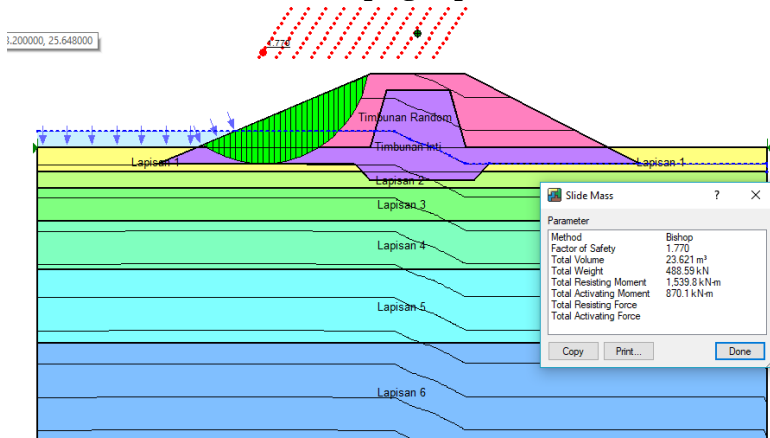 3.200000, 25.648000
1.770
Timbunan Random
Timbunan Inti
Lapisan 1
Lapisan 1
Lapisan 2
Lapisan 3
Lapisan 4
Lapisan 5
Lapisan 6
Slide Mass ? X
Parameter
Method Bishop
Factor of Safety 1.770
Total Volume 23.621 m³
Total Weight 488.59 kN
Total Resisting Moment 1,539.8 kN·m
Total Activating Moment 870.1 kN·m
Total Resisting Force
Total Activating Force
Copy Print... Done